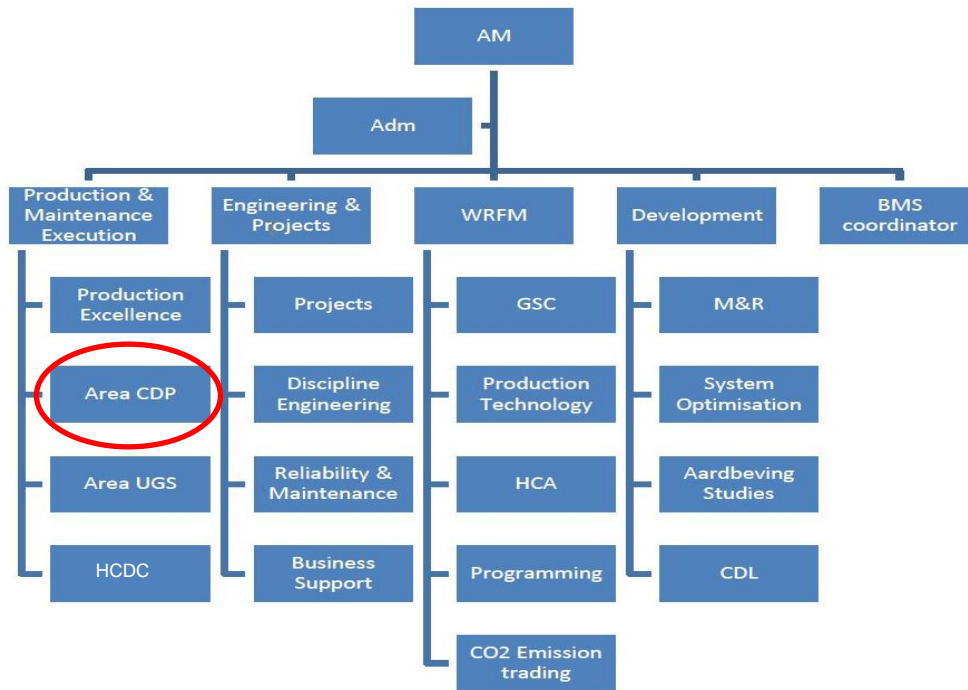 AM
Adm
Production &
Maintenance
Execution
Engineering &
Projects
WRFM
Development
BMS
coordinator
Production
Excellence
Projects
GSC
M&R
Area CDP
Discipline
Engineering
Production
Technology
System
Optimisation
Area UGS
Reliability &
Maintenance
HCA
Aardbeving
Studies
HCDC
Business
Support
Programming
CDL
CO2 Emission
trading